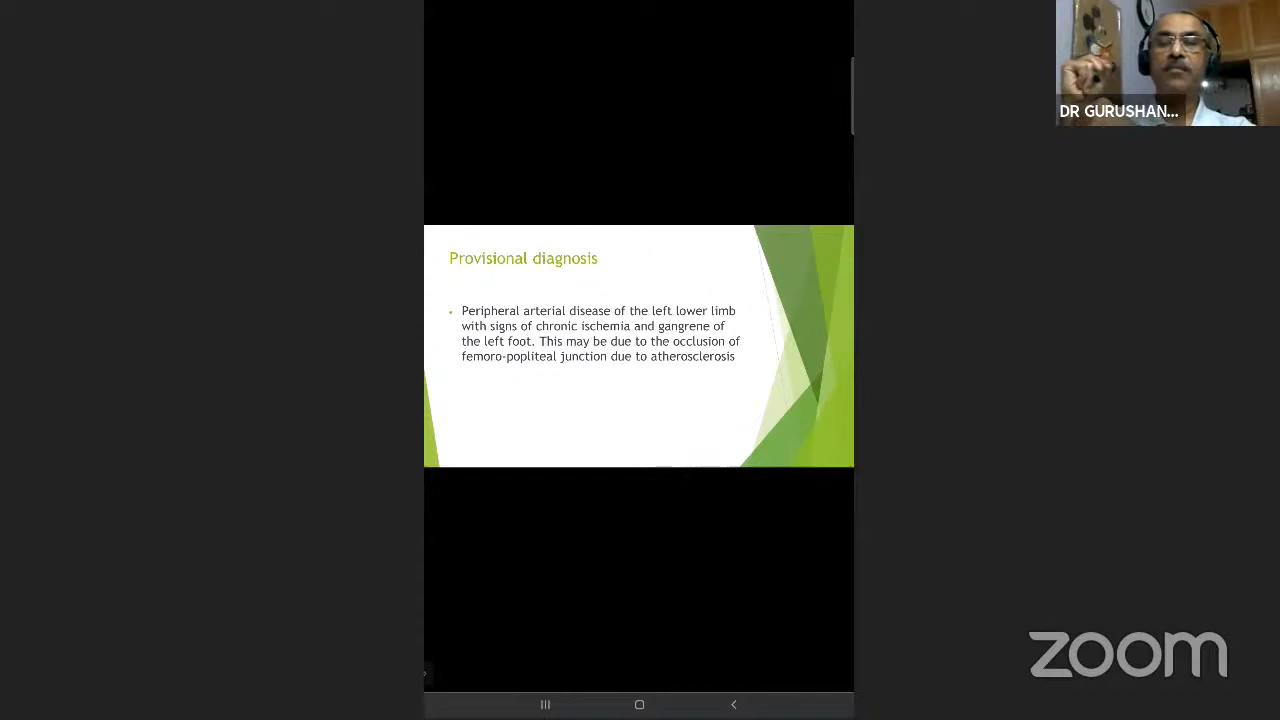 DR GURUSHAN...
Provisional diagnosis
Peripheral arterial disease of the left lower limb
with signs of chronic ischemia and gangrene of
the left foot. This may be due to the occlusion of
femoro-popliteal junction due to atherosclerosis
zoom